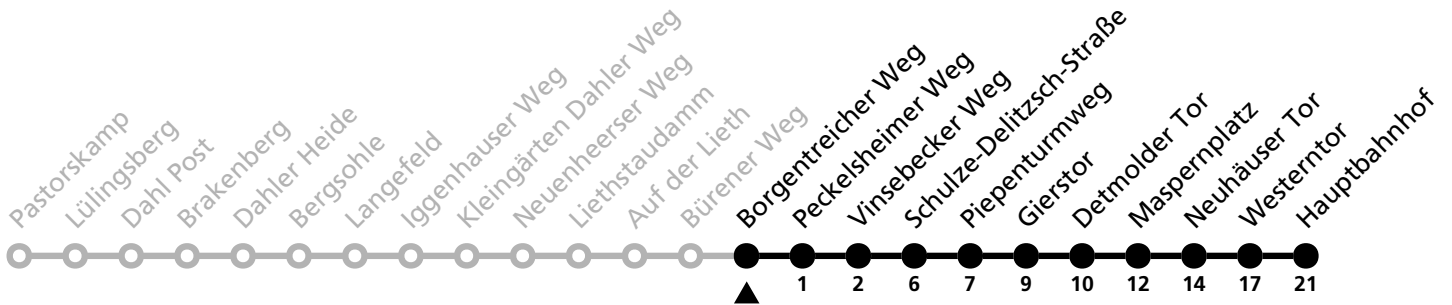 Pastorskamp
Lüllingsberg
Dahl Post
Brakenberg
Dahler Heide
Bergsohle
Langefeld
Iggenhauser Weg
Kleingärten Dahler Weg
Neuenheerser Weg
Liethstaudamm
Auf der Lieth
Bürener Weg
Borgentreicher Weg
Peckelsheimer Weg
Vinsebecker Weg
Schulze-Delitzsch-Straße
Piepenturmweg
Gierstor
Detmolder Tor
Maspernplatz
Neuhäuser Tor
Westerntor
Hauptbahnhof
1 2 6 7 9 10 12 14 17 21